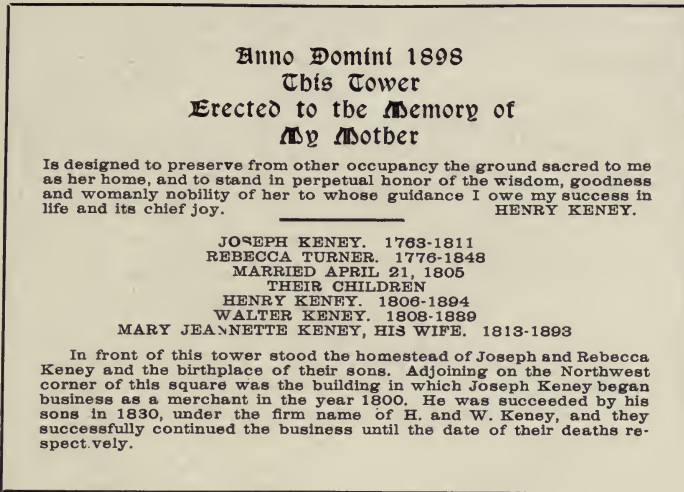 Anno Domini 1898
This Tower
Erected to the Memory of
My Mother
Is designed to preserve from other occupancy the ground sacred to me
as her home, and to stand in perpetual honor of the wisdom, goodness
and womanly nobility of her to whose guidance I owe my success in
life and its chief joy. HENRY KENEY.
JOSEPH KENEY. 1763-1811
REBECCA TURNER. 1776-1848
MARRIED APRIL 21, 1805
THEIR CHILDREN
HENRY KENEY. 1806-1894
WALTER KENEY. 1808-1889
MARY JEANNETTE KENEY, HIS WIFE. 1813-1893
In front of this tower stood the homestead of Joseph and Rebecca
Keney and the birthplace of their sons. Adjoining on the Northwest
corner of this square was the building in which Joseph Keney began
business as a merchant in the year 1800. He was succeeded by his
sons in 1830, under the firm name of H. and W. Keney, and they
successfully continued the business until the date of their deaths re-
spect.vely.